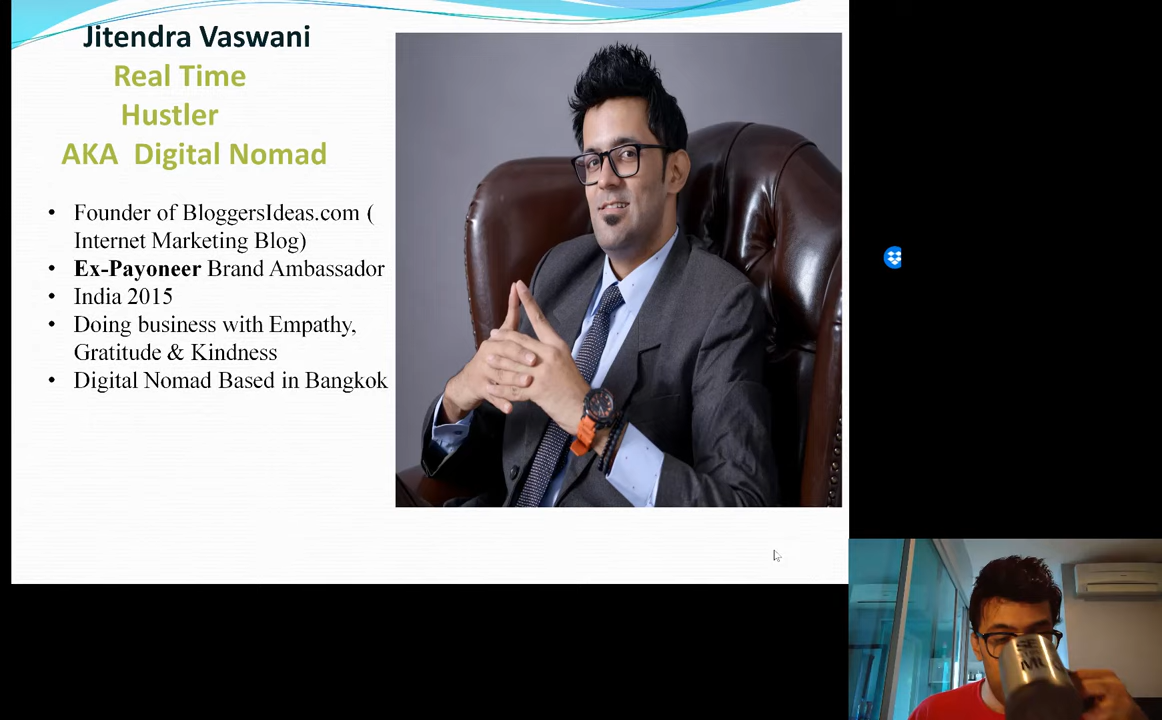 Jitendra Vaswani
Real Time
Hustler
AKA Digital Nomad
• Founder of BloggersIdeas.com (
Internet Marketing Blog)
• Ex-Payoneer Brand Ambassador
• India 2015
• Doing business with Empathy,
Gratitude & Kindness
• Digital Nomad Based in Bangkok